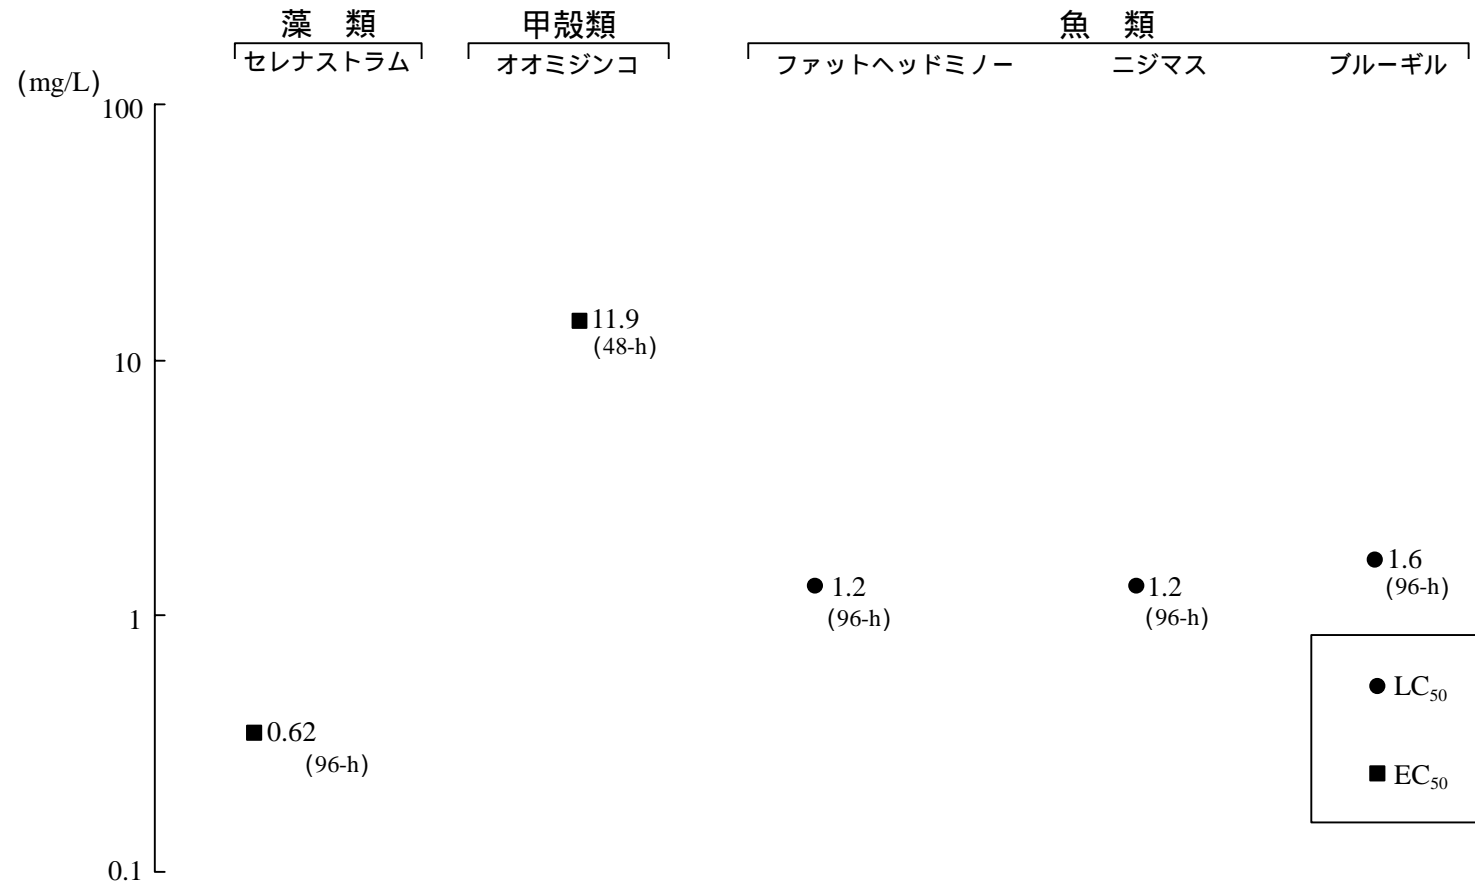 藻 類 甲殻類 魚 類
セレナストラム オオミジンコ ファットヘッドミノー ニジマス ブルーギル
(mg/L)
100
11.9
(48-h)
10
1.6
(96-h)
1.2 1.2
(96-h) (96-h)
1
LC50
0.62
(96-h)
EC50
0.1